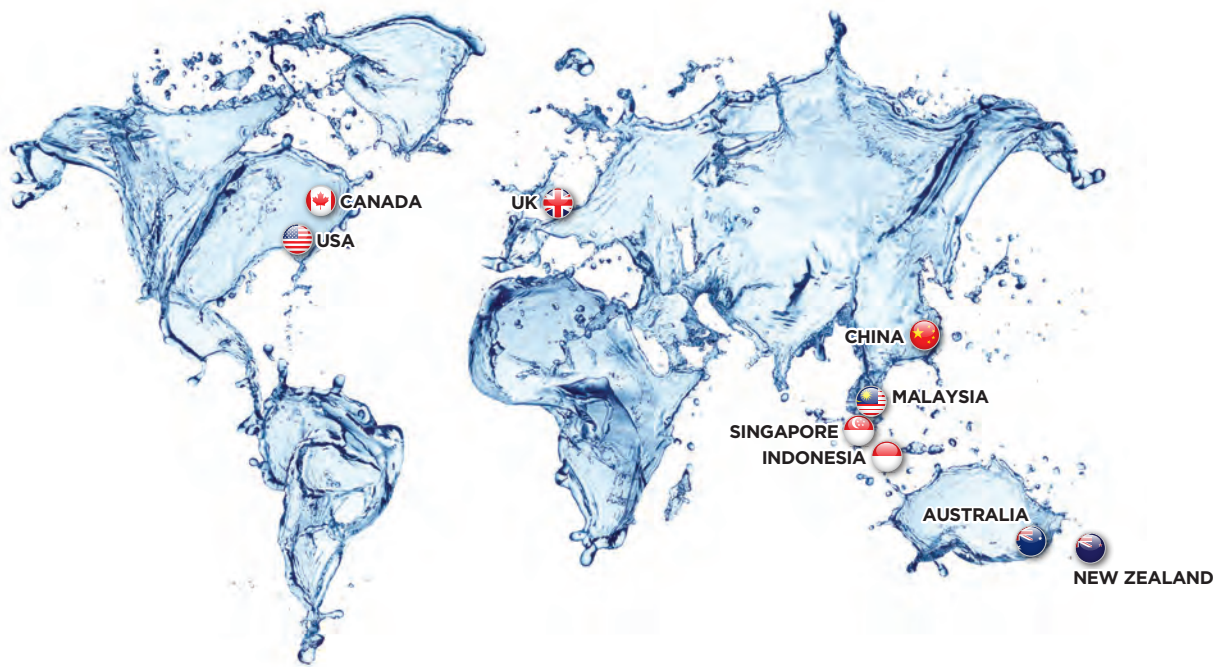 CANADA
UK
USA
CHINA
MALAYSIA
SINGAPORE
INDONESIA
AUSTRALIA
NEW ZEALAND